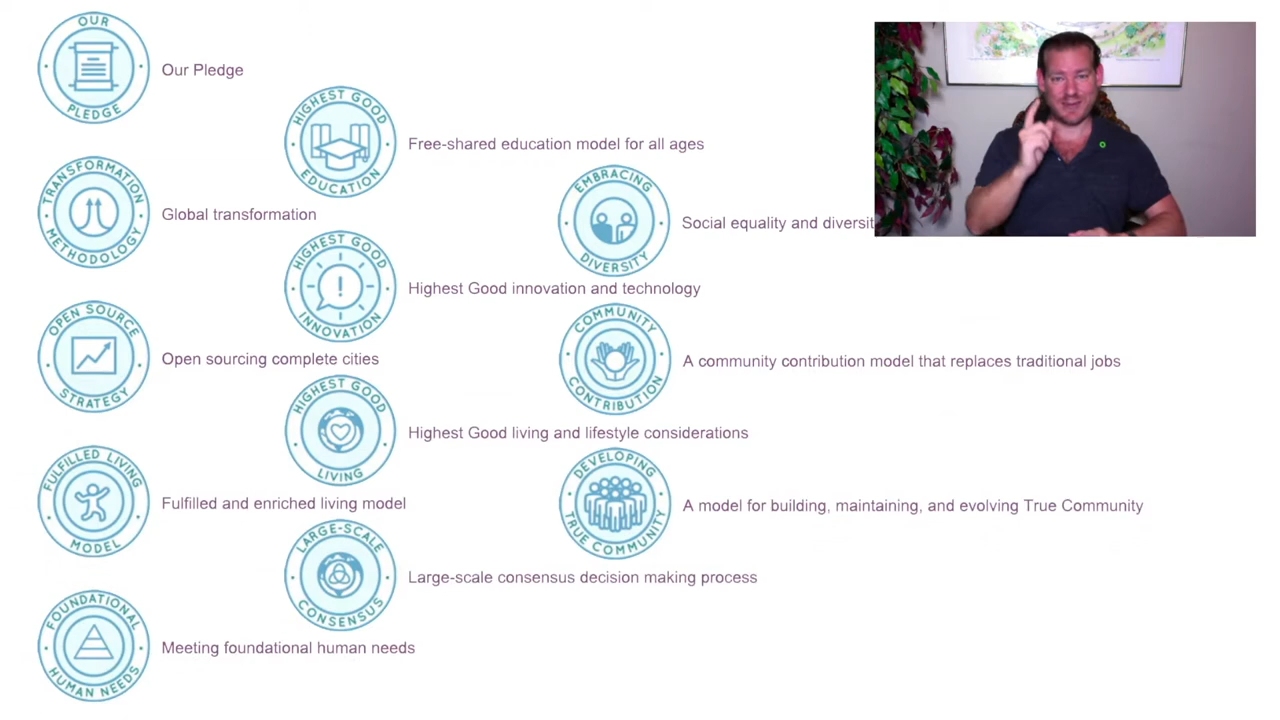 OUR PLEDGE
Our Pledge
HIGHEST GOOD EDUCATION
Free-shared education model for all ages
TRANSFORMATION METHODOLOGY
Global transformation
EMBRACING DIVERSITY
Social equality and diversit
HIGHEST GOOD INNOVATION
Highest Good innovation and technology
OPEN SOURCE STRATEGY
Open sourcing complete cities
COMMUNITY CONTRIBUTION
A community contribution model that replaces traditional jobs
HIGHEST GOOD LIVING
Highest Good living and lifestyle considerations
FULFILLED LIVING MODEL
Fulfilled and enriched living model
DEVELOPING TRUE COMMUNITY
A model for building, maintaining, and evolving True Community
LARGE-SCALE CONSENSUS
Large-scale consensus decision making process
FOUNDATIONAL HUMAN NEEDS
Meeting foundational human needs